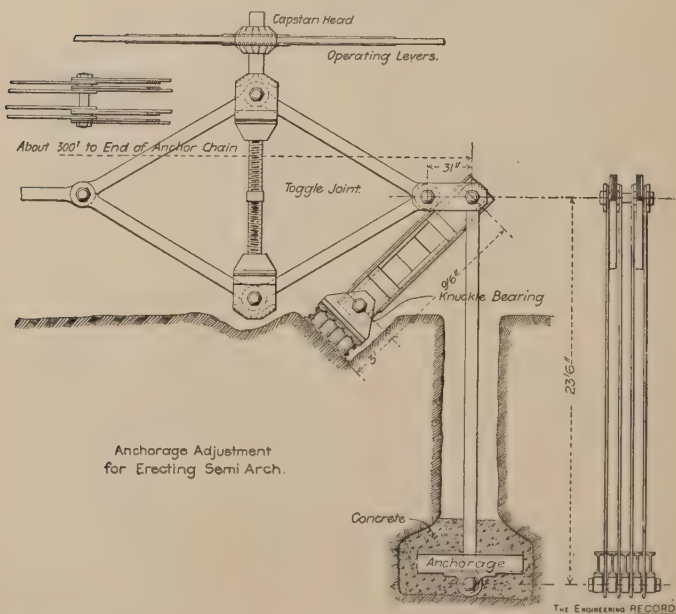 Capstan Head
Operating Levers.
About 300' to End of Anchor Chain
31"
Toggle Joint.
9'6"
Knuckle Bearing
3'
23'6"
Anchorage Adjustment
for Erecting Semi Arch.
Concrete
Anchorage
THE ENGINEERING RECORD